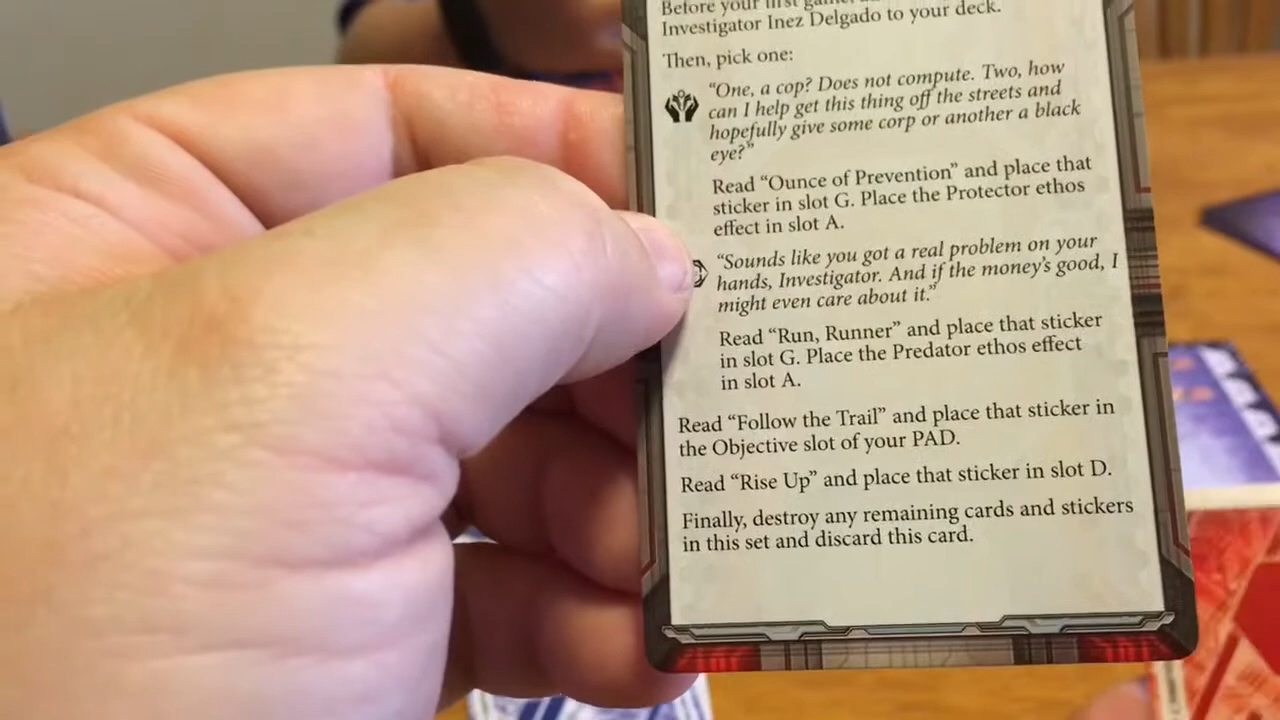 Before your first game,
Investigator Inez Delgado to your deck.
Then, pick one:
"One, a cop? Does not compute. Two, how
can I help get this thing off the streets and
hopefully give some corp or another a black
eye?"
Read "Ounce of Prevention" and place that
sticker in slot G. Place the Protector ethos
effect in slot A.
"Sounds like you got a real problem on your
hands, Investigator. And if the money's good, I
might even care about it."
Read "Run, Runner" and place that sticker
in slot G. Place the Predator ethos effect
in slot A.
Read "Follow the Trail" and place that sticker in
the Objective slot of your PAD.
Read "Rise Up" and place that sticker in slot D.
Finally, destroy any remaining cards and stickers
in this set and discard this card.